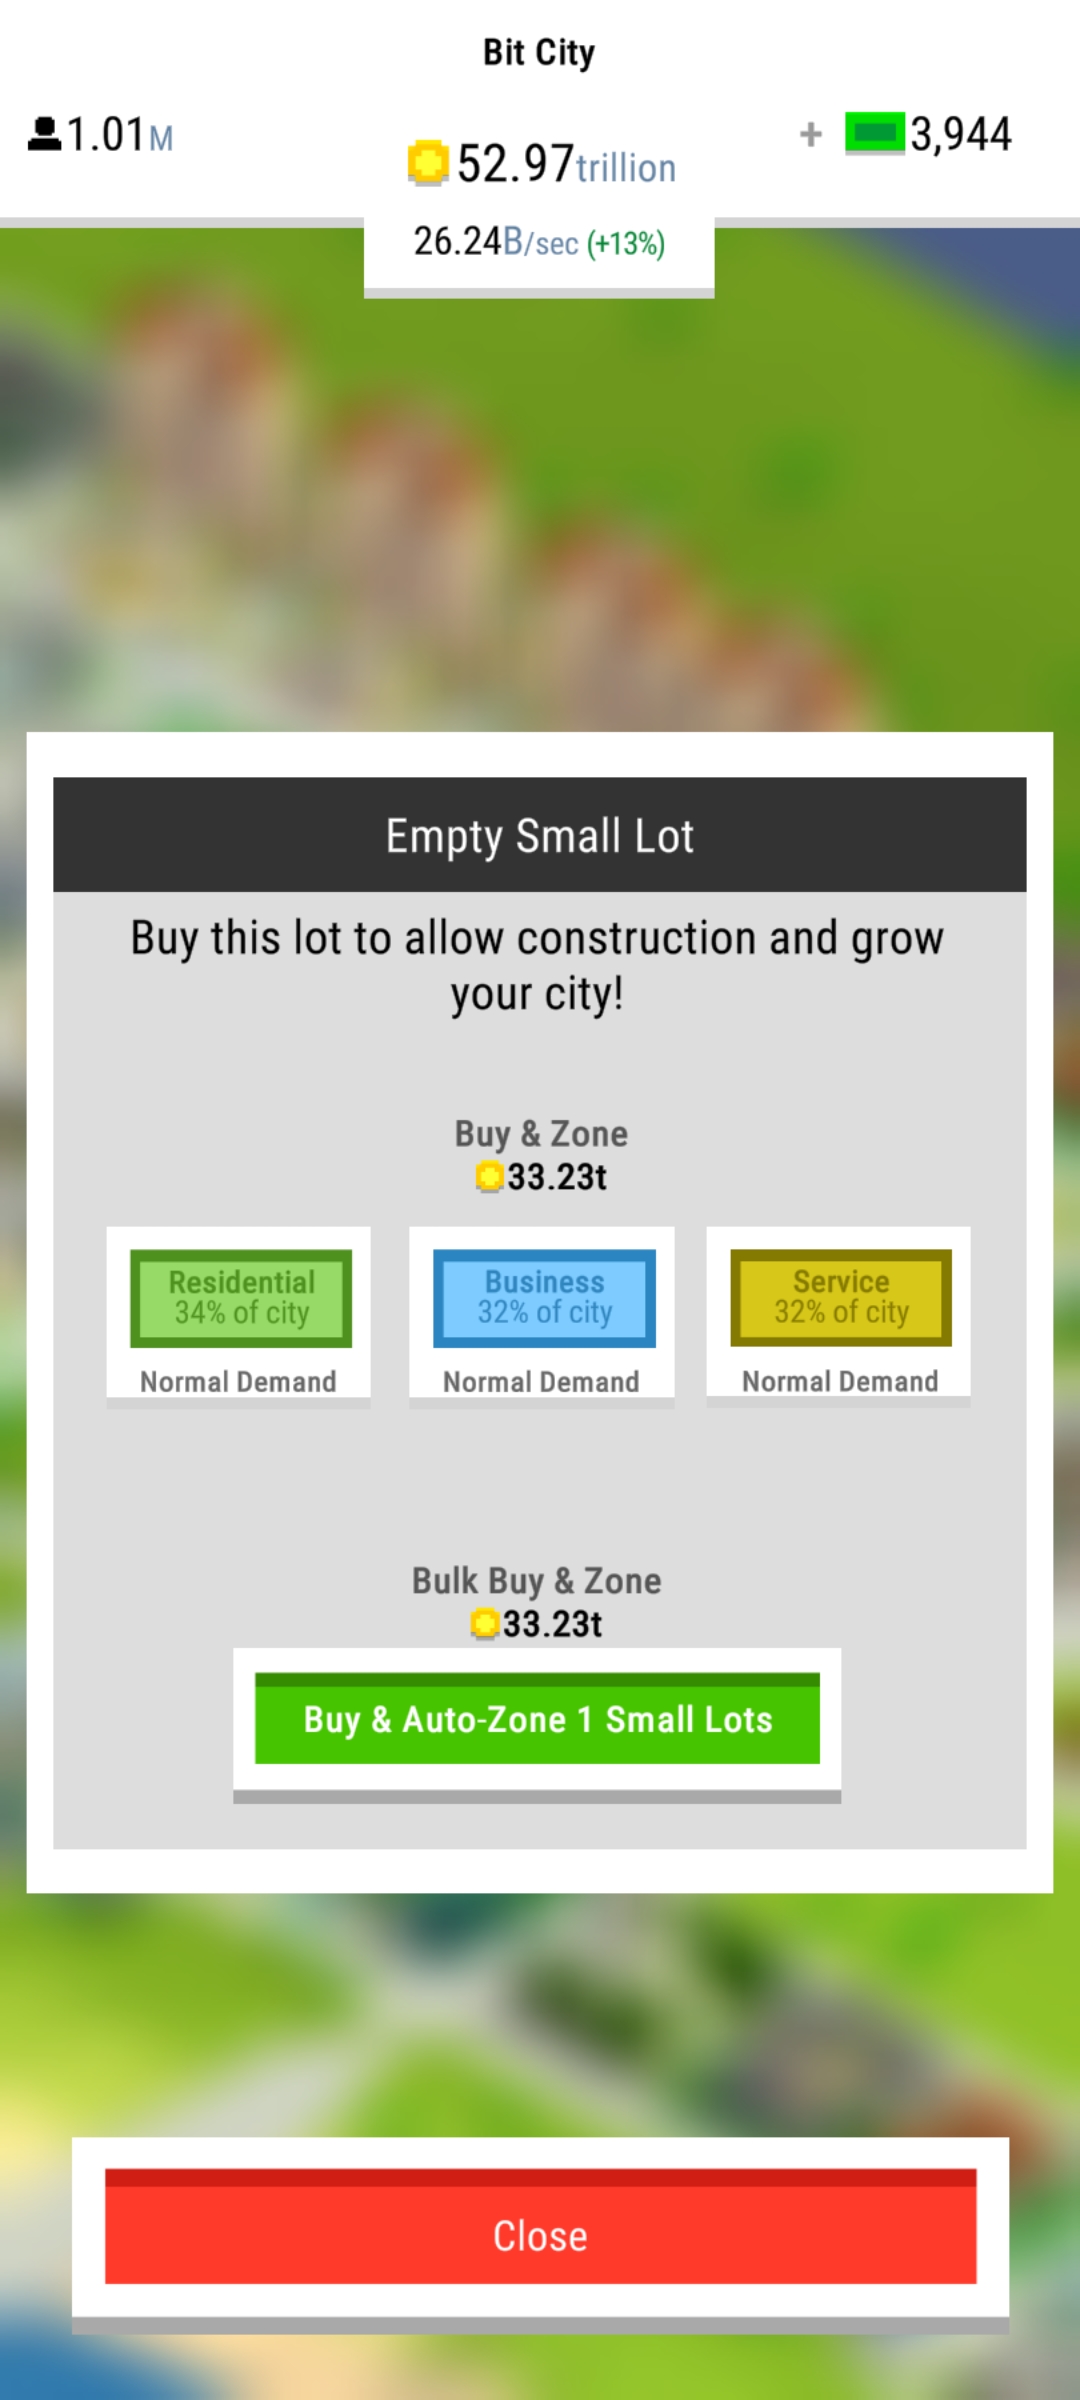 Bit City
1.01M
52.97trillion
+ 3,944
26.24B/sec (+13%)
Empty Small Lot
Buy this lot to allow construction and grow
your city!
Buy & Zone
33.23t
Residential
34% of city
Normal Demand
Business
32% of city
Normal Demand
Service
32% of city
Normal Demand
Bulk Buy & Zone
33.23t
Buy & Auto-Zone 1 Small Lots
Close